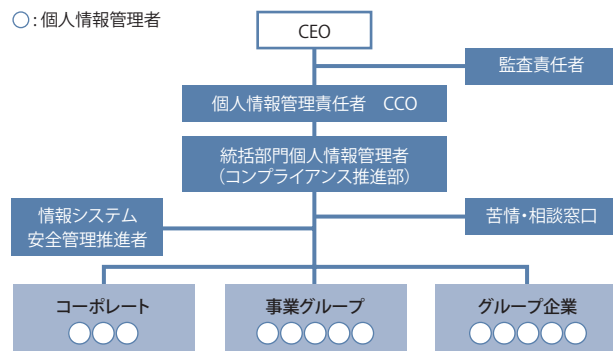 ○:個人情報管理者
CEO
監査責任者
個人情報管理責任者 CCO
統括部門個人情報管理者
(コンプライアンス推進部)
情報システム
安全管理推進者
苦情・相談窓口
コーポレート
事業グループ
グループ企業